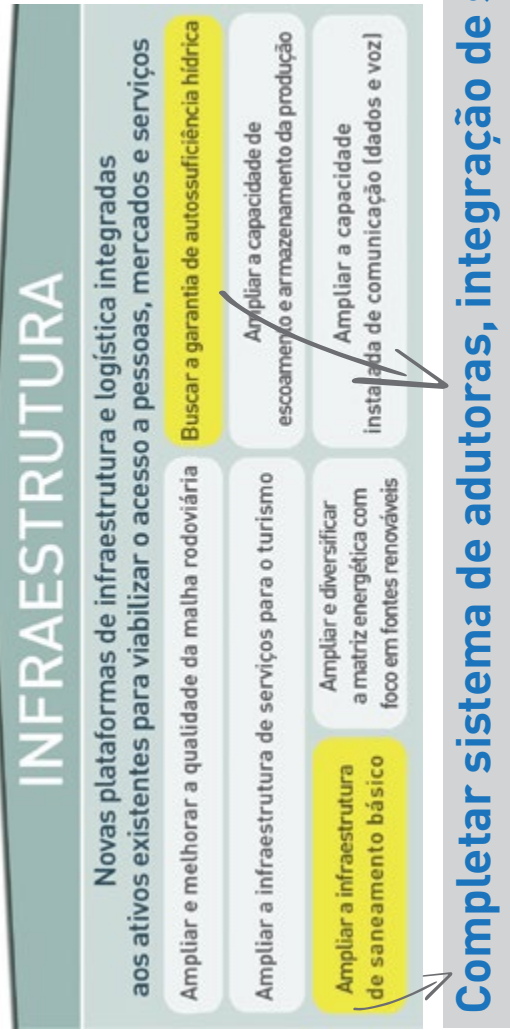 INFRAESTRUTURA
Novas plataformas de infraestrutura e logística integradas
aos ativos existentes para viabilizar o acesso a pessoas, mercados e serviços
Ampliar e melhorar a qualidade da malha rodoviária
Buscar a garantia de autossuficiência hídrica
Ampliar a infraestrutura de serviços para o turismo
Ampliar a capacidade de
escoamento e armazenamento da produção
Ampliar a infraestrutura
de saneamento básico
Ampliar e diversificar
a matriz energética com
foco em fontes renováveis
Ampliar a capacidade
instalada de comunicação (dados e voz)
Completar sistema de adutoras, integração de